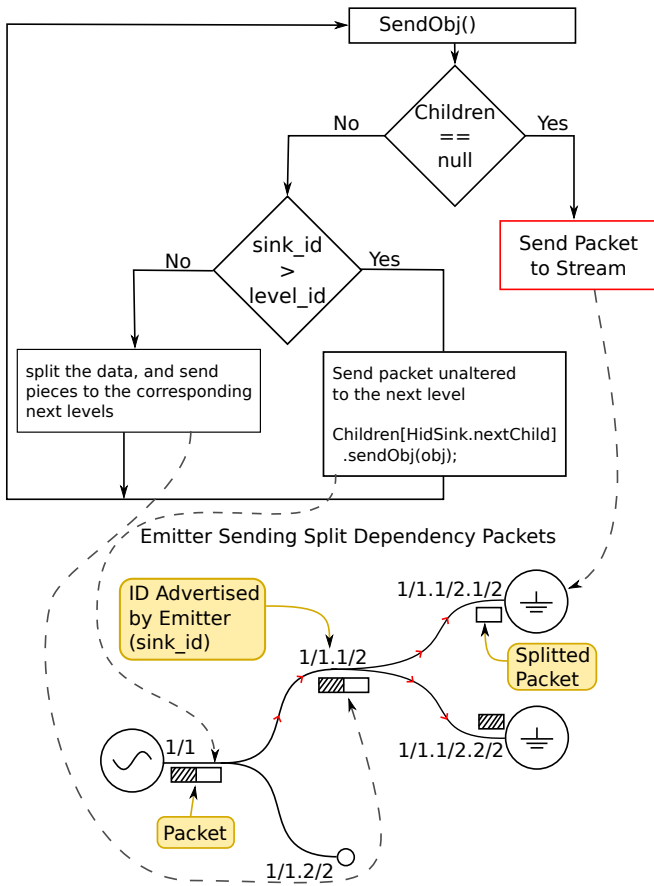 SendObj()
Children
==
null
No
Yes
sink_id
>
level_id
No
Yes
Send Packet
to Stream
split the data, and send
pieces to the corresponding
next levels
Send packet unaltered
to the next level
Children[HidSink.nextChild]
.sendObj(obj);
Emitter Sending Split Dependency Packets
ID Advertised
by Emitter
(sink_id)
1/1.1/2.1/2
1/1.1/2
Splitted
Packet
1/1
1/1.1/2.2/2
Packet
1/1.2/2